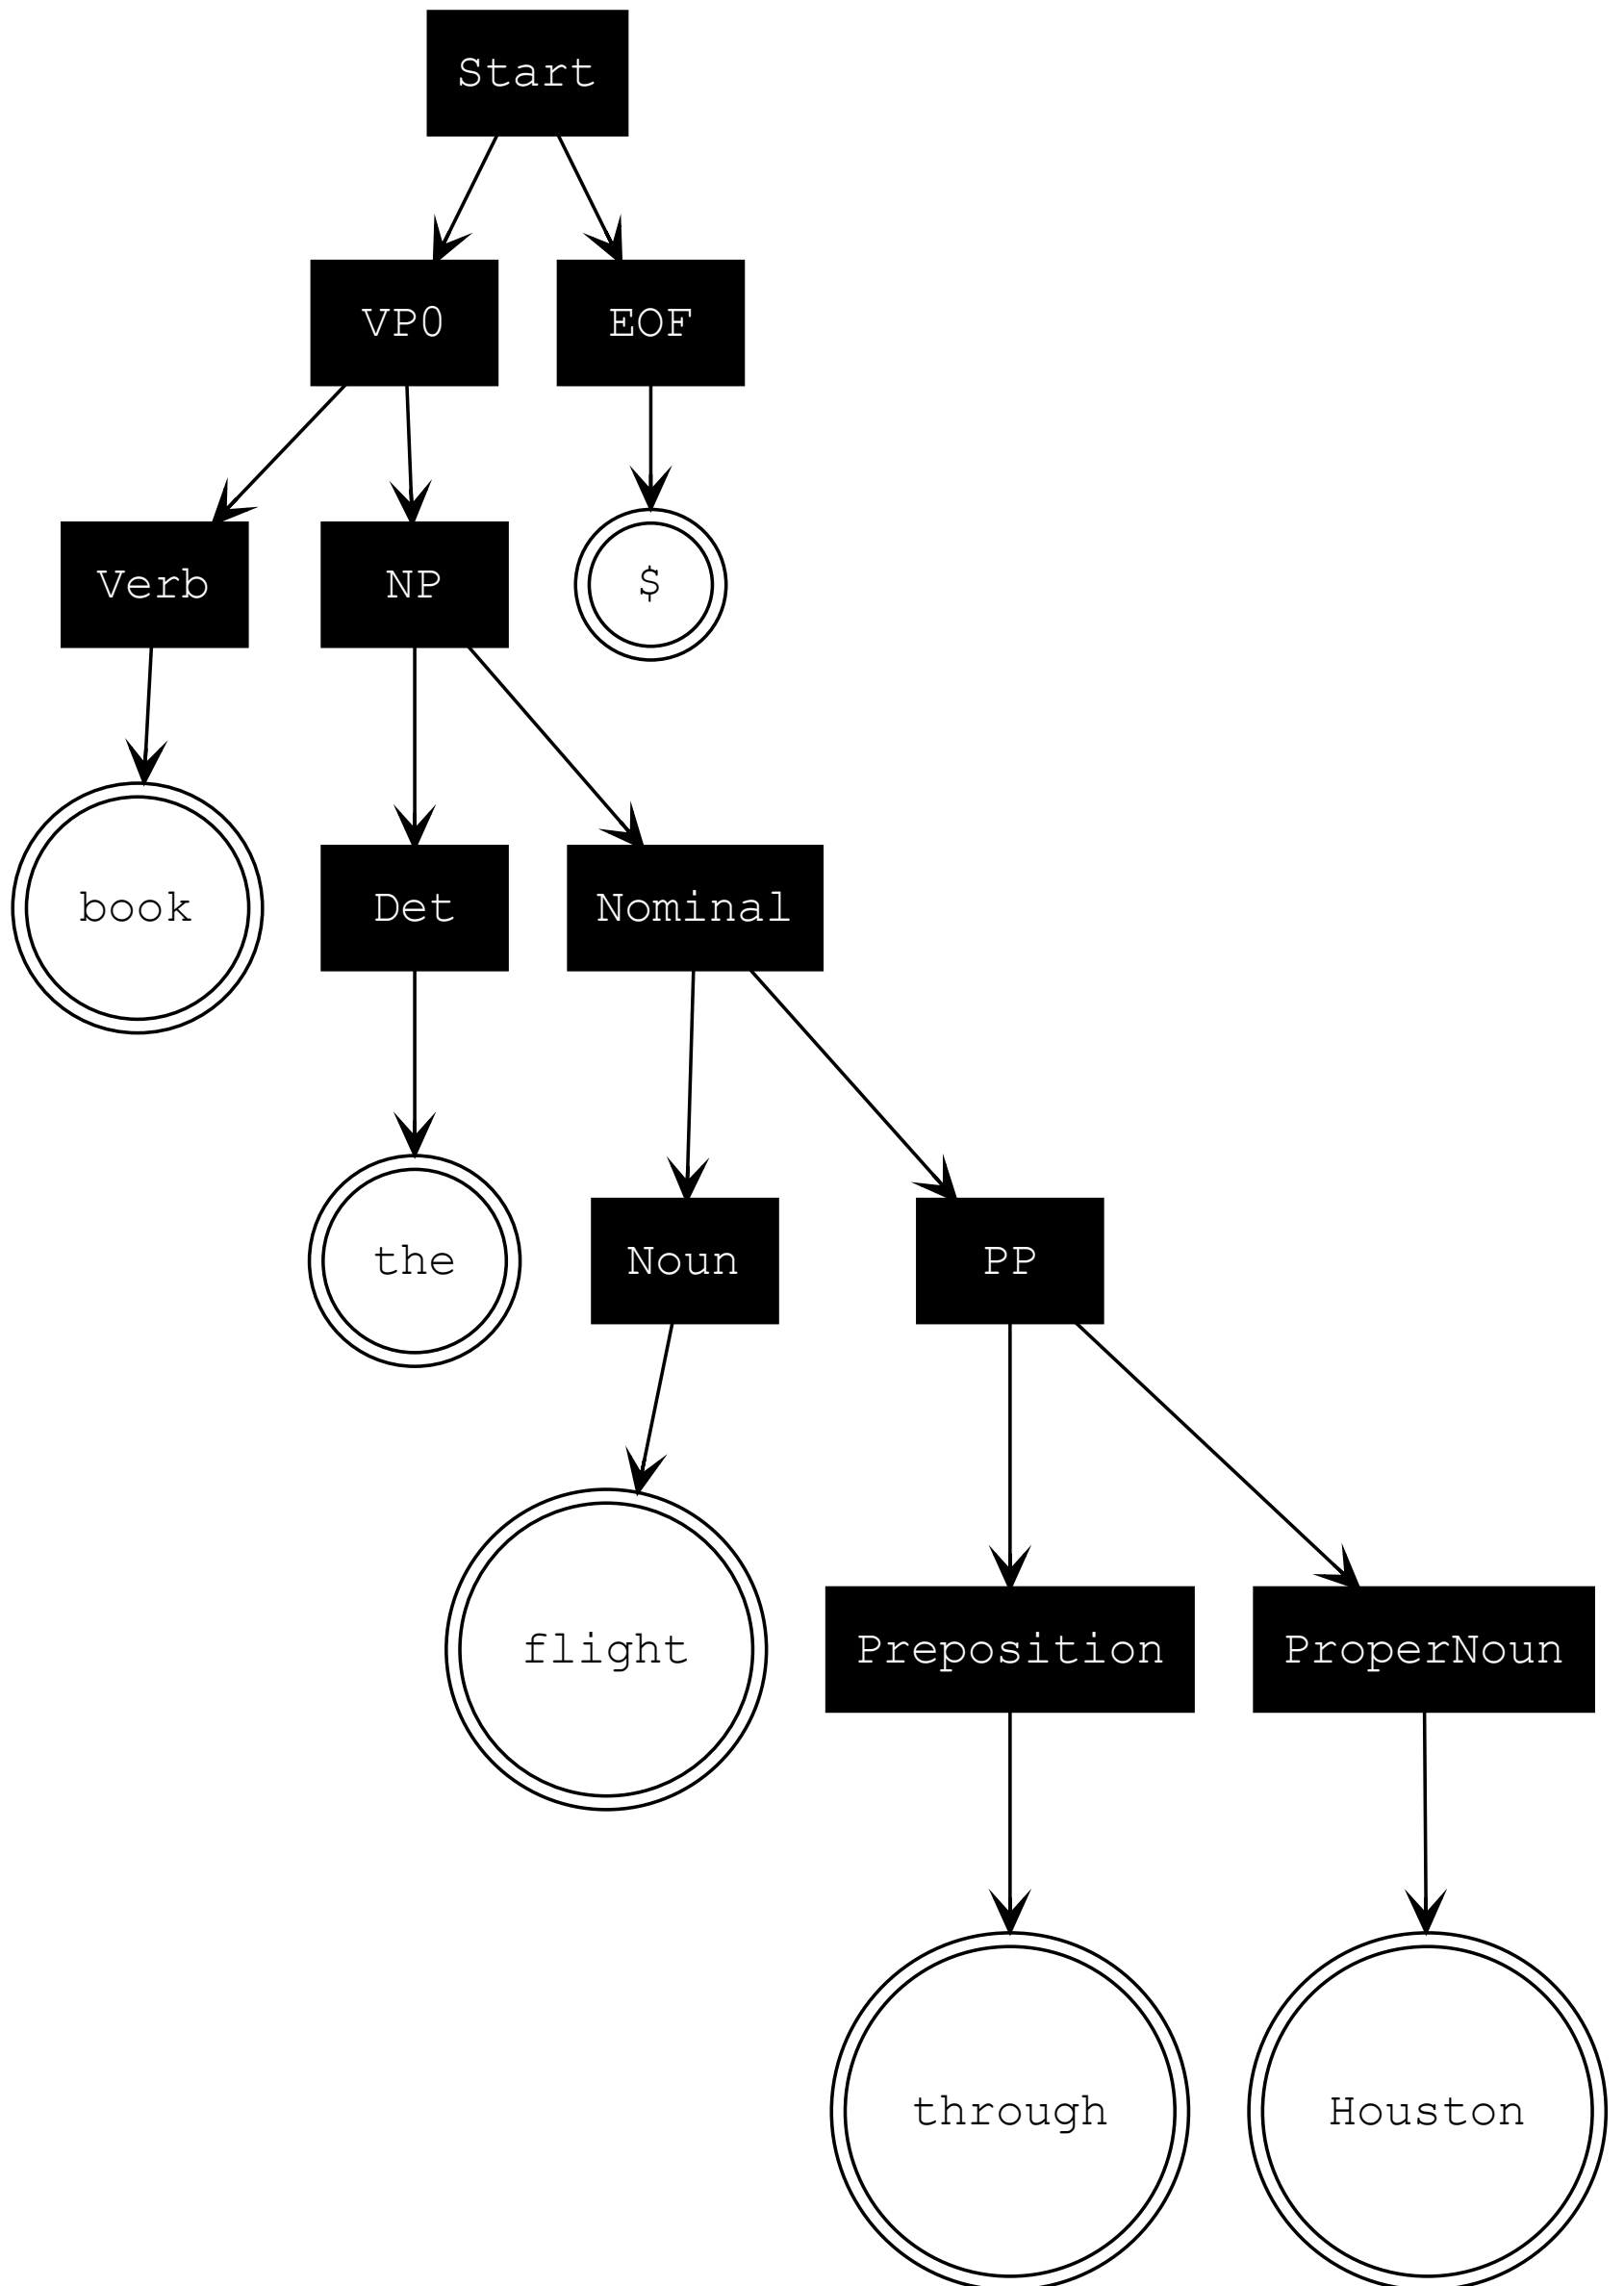 Start
VP0 EOF
Verb NP $
book Det Nominal
the Noun PP
flight Preposition ProperNoun
through Houston